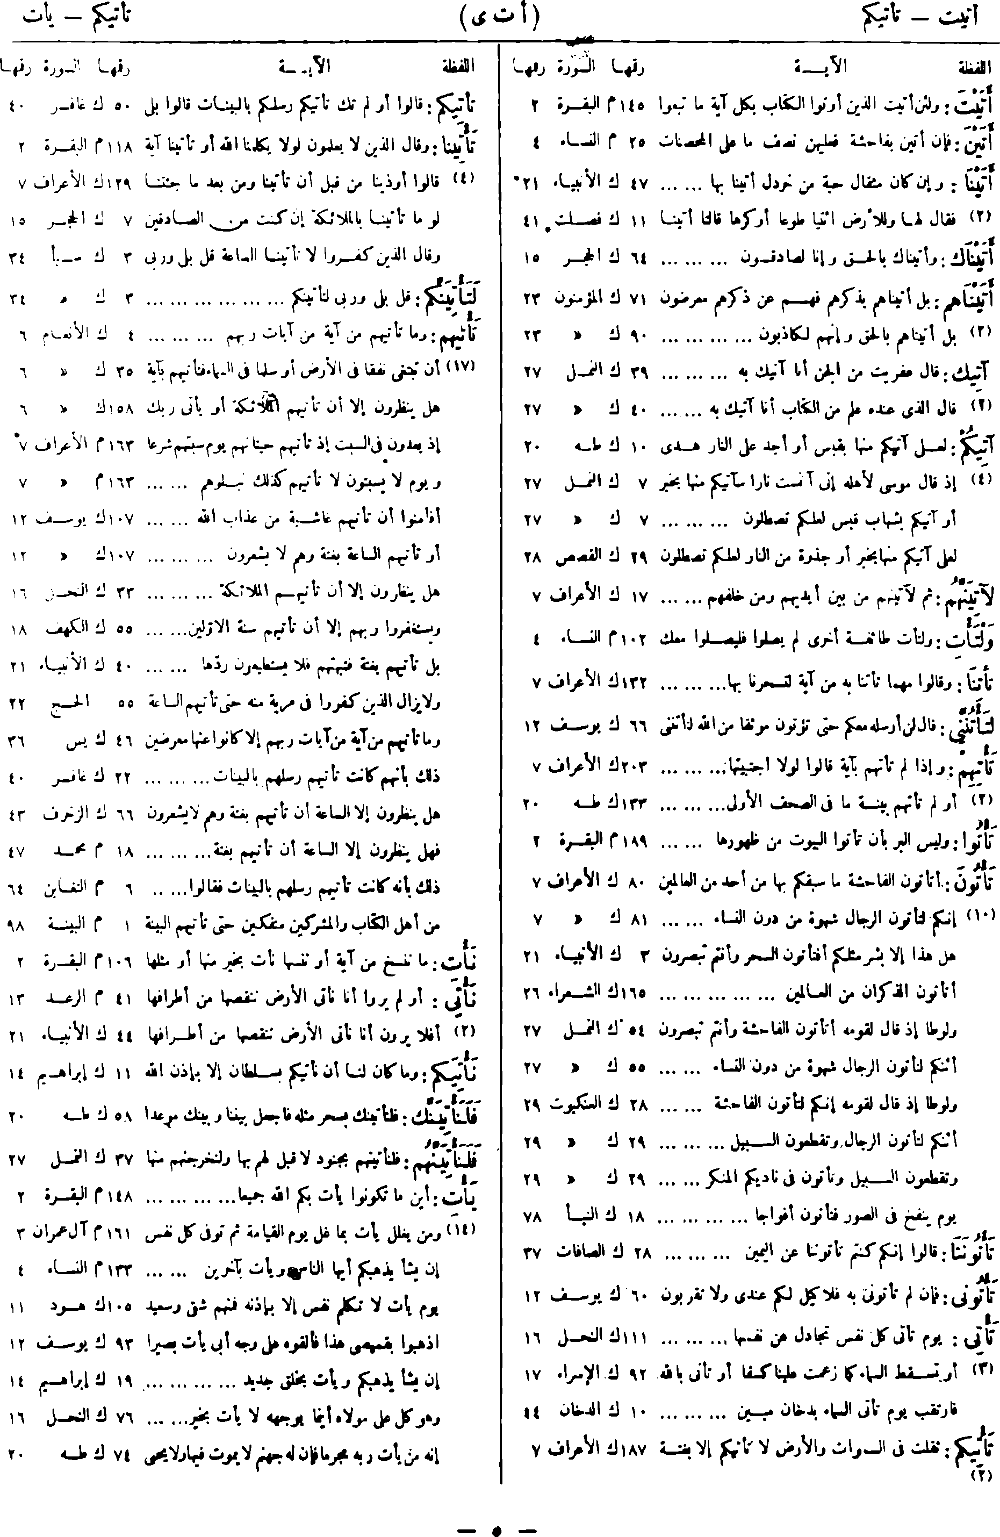 أتيت — تأتيكم
( أ ت ى )
تأتيكم — يأت
اللفظة الآيـة رقمها السورة رقمها
أَتَيْتَ : ولئن أتيت الذين أوتوا الكتاب بكل آية ما تبعوا ١٤٥ م البقرة ٢
أَتَيْنَ : فإن أتين بفاحشة فعليهن نصف ما على المحصنات ٢٥ م النساء ٤
أَتَيْنَا : وإن كان مثقال حبة من خردل أتينا بها ... ... ٤٧ ك الأنبياء ٢١
(٢) فقال لها وللأرض ائتيا طوعا أو كرها قالتا أتينا ١١ ك فصلت ٤١
أَتَيْنَاك : وأتيناك بالحق وإنا لصادقون ... ... ... ٦٤ ك الحجر ١٥
أَتَيْنَاهم : بل أتيناهم بذكرهم فهم عن ذكرهم معرضون ٧١ ك المؤمنون ٢٣
(٢) بل أتيناهم بالحق وإنهم لكاذبون ... ... ... ٩٠ ك » ٢٣
آتيك : قال عفريت من الجن أنا آتيك به ... ... ... ٣٩ ك النمل ٢٧
(٢) قال الذى عنده علم من الكتاب أنا آتيك به ... ... ٤٠ ك » ٢٧
آتِيكُمْ : لعلى آتيكم منها بقبس أو أجد على النار هدى ١٠ ك طه ٢٠
(٤) إذ قال موسى لأهله إنى آنست نارا سآتيكم منها بخبر ٧ ك النمل ٢٧
أو آتيكم بشهاب قبس لعلكم تصطلون ... ... ... ٧ ك » ٢٧
لعلى آتيكم منها بخبر أو جذوة من النار لعلكم تصطلون ٢٩ ك القصص ٢٨
لَآتِيَنَّهُم : ثم لآتينهم من بين أيديهم ومن خلفهم ... ... ١٧ ك الأعراف ٧
وَلْتَأْتِ : ولتأت طائفة أخرى لم يصلوا فليصلوا معك ١٠٢ م النساء ٤
تَأْتِنَا : وقالوا مهما تأتنا به من آية لتسحرنا بها ... ... ١٣٢ ك الأعراف ٧
لَتَأْتُنَّنِي : قال لن أرسله معكم حتى تؤتون موثقا من الله لتأتننى ٦٦ ك يوسف ١٢
تَأْتِهِمْ : وإذا لم تأتهم بآية قالوا لولا اجتبيتها ... ... ٢٠٣ ك الأعراف ٧
(٢) أو لم تأتهم بينة ما فى الصحف الأولى ... ... ... ١٣٣ ك طه ٢٠
تَأْتُوا : وليس البر بأن تأتوا البيوت من ظهورها ... ... ١٨٩ م البقرة ٢
تَأْتُونَ : أتأتون الفاحشة ما سبقكم بها من أحد من العالمين ٨٠ ك الأعراف ٧
(١٠) إنكم لتأتون الرجال شهوة من دون النساء ... ... ٨١ ك » ٧
هل هذا إلا بشر مثلكم أفتأتون السحر وأنتم تبصرون ٣ ك الأنبياء ٢١
أتأتون الذكران من العالمين ... ... ... ... ١٦٥ ك الشعراء ٢٦
ولوطا إذ قال لقومه أتأتون الفاحشة وأنتم تبصرون ٥٤ ك النمل ٢٧
أئنكم لتأتون الرجال شهوة من دون النساء ... ... ٥٥ ك » ٢٧
ولوطا إذ قال لقومه إنكم لتأتون الفاحشة ... ... ٢٨ ك العنكبوت ٢٩
أئنكم لتأتون الرجال وتقطعون السبيل ... ... ... ٢٩ ك » ٢٩
وتقطعون السبيل وتأتون فى ناديكم المنكر ... ... ٢٩ ك » ٢٩
يوم ينفخ فى الصور فتأتون أفواجا ... ... ... ... ١٨ ك النبأ ٧٨
تَأْتُونَنَا : قالوا إنكم كنتم تأتوننا عن اليمين ... ... ... ٢٨ ك الصافات ٣٧
تَأْتُونى : فإن لم تأتونى به فلا كيل لكم عندى ولا تقربون ٦٠ ك يوسف ١٢
تَأْتِي : يوم تأتى كل نفس تجادل عن نفسها ... ... ... ١١١ ك النحل ١٦
(٣) أو تسقط السماء كما زعمت علينا كسفا أو تأتى بالله ٩٢ ك الإسراء ١٧
فارتقب يوم تأتى السماء بدخان مبين ... ... ... ١٠ ك الدخان ٤٤
تَأْتِيكم : ثقلت فى السموات والأرض لا تأتيكم إلا بغتة ١٨٧ ك الأعراف ٧
(٢)
اللفظة الآيـة رقمها السورة رقمها
تأتيكم : قالوا أو لم تك تأتيكم رسلكم بالبينات قالوا بلى ٥٠ ك غافر ٤٠
تَأْتِينا : وقال الذين لا يعلمون لولا يكلمنا الله أو تأتينا آية ١١٨ م البقرة ٢
(٤) قالوا أوذينا من قبل أن تأتينا ومن بعد ما جئتنا ١٢٩ ك الأعراف ٧
لو ما تأتينا بالملائكة إن كنت من الصادقين ٧ ك الحجر ١٥
وقال الذين كفروا لا تأتينا الساعة قل بلى وربى ٣ ك سبأ ٣٤
لَتَأْتِيَنَّكُم : قل بلى وربى لتأتينكم ... ... ... ... ... ٣ ك » ٣٤
تَأْتِيهم : وما تأتيهم من آية من آيات ربهم ... ... ... ٤ ك الأنعام ٦
(١٧) أن تبتغى نفقا فى الأرض أو سلما فى السماء فتأتيهم بآية ٣٥ ك » ٦
هل ينظرون إلا أن تأتيهم الملائكة أو يأتى ربك ١٥٨ ك » ٦
إذ يعدون فى السبت إذ تأتيهم حيتانهم يوم سبتهم شرعا ١٦٣ م الأعراف ٧
ويوم لا يسبتون لا تأتيهم كذلك نبلوهم ... ... ١٦٣ م » ٧
أفأمنوا أن تأتيهم غاشية من عذاب الله ... ... ١٠٧ ك يوسف ١٢
أو تأتيهم الساعة بغتة وهم لا يشعرون ... ... ... ١٠٧ ك » ١٢
هل ينظرون إلا أن تأتيهم الملائكة ... ... ... ٣٣ ك النحل ١٦
ويستغفروا ربهم إلا أن تأتيهم سنة الأولين ... ... ٥٥ ك الكهف ١٨
بل تأتيهم بغتة فتبهتهم فلا يستطيعون ردها ... ... ٤٠ ك الأنبياء ٢١
ولا يزال الذين كفروا فى مرية منه حتى تأتيهم الساعة ٥٥ الحج ٢٢
وما تأتيهم من آية من آيات ربهم إلا كانوا عنها معرضين ٤٦ ك يس ٣٦
ذلك بأنهم كانت تأتيهم رسلهم بالبينات ... ... ... ٢٢ ك غافر ٤٠
هل ينظرون إلا الساعة أن تأتيهم بغتة وهم لا يشعرون ٦٦ ك الزخرف ٤٣
فهل ينظرون إلا الساعة أن تأتيهم بغتة ... ... ... ١٨ م محمد ٤٧
ذلك بأنه كانت تأتيهم رسلهم بالبينات فقالوا ... .. ٦ م التغابن ٦٤
من أهل الكتاب والمشركين منفكين حتى تأتيهم البينة ١ م البينة ٩٨
نَأْتِ : ما ننسخ من آية أو ننسها نأت بخير منها أو مثلها ١٠٦ م البقرة ٢
نَأْتِي : أو لم يروا أنا نأتى الأرض ننقصها من أطرافها ٤١ م الرعد ١٣
(٢) أفلا يرون أنا نأتى الأرض ننقصها من أطرافها ٤٤ ك الأنبياء ٢١
نَأْتِيكم : وما كان لنا أن نأتيكم بسلطان إلا بإذن الله ١١ ك إبراهيم ١٤
فَلَنَأْتِيَنَّك : فلنأتينك بسحر مثله فاجعل بيننا وبينك موعدا ٥٨ ك طه ٢٠
فَلَنَأْتِيَنَّهُم : فلنأتينهم بجنود لا قبل لهم بها ولنخرجنهم منها ٣٧ ك النمل ٢٧
يَأْتِ : أين ما تكونوا يأت بكم الله جميعا ... ... ... ١٤٨ م البقرة ٢
(١٤) ومن يغلل يأت بما غل يوم القيامة ثم توفى كل نفس ١٦١ م آل عمران ٣
إن يشأ يذهبكم أيها الناس ويأت بآخرين ... ... ١٣٣ م النساء ٤
يوم يأت لا تكلم نفس إلا بإذنه فمنهم شقى وسعيد ١٠٥ ك هود ١١
اذهبوا بقميصى هذا فألقوه على وجه أبى يأت بصيرا ٩٣ ك يوسف ١٢
إن يشأ يذهبكم ويأت بخلق جديد ... ... ... ... ١٩ ك إبراهيم ١٤
وهو كل على مولاه أينما يوجهه لا يأت بخير ... ... ٧٦ ك النحل ١٦
إنه من يأت ربه مجرما فإن له جهنم لا يموت فيها ولا يحيى ٧٤ ك طه ٢٠
— ٥ —